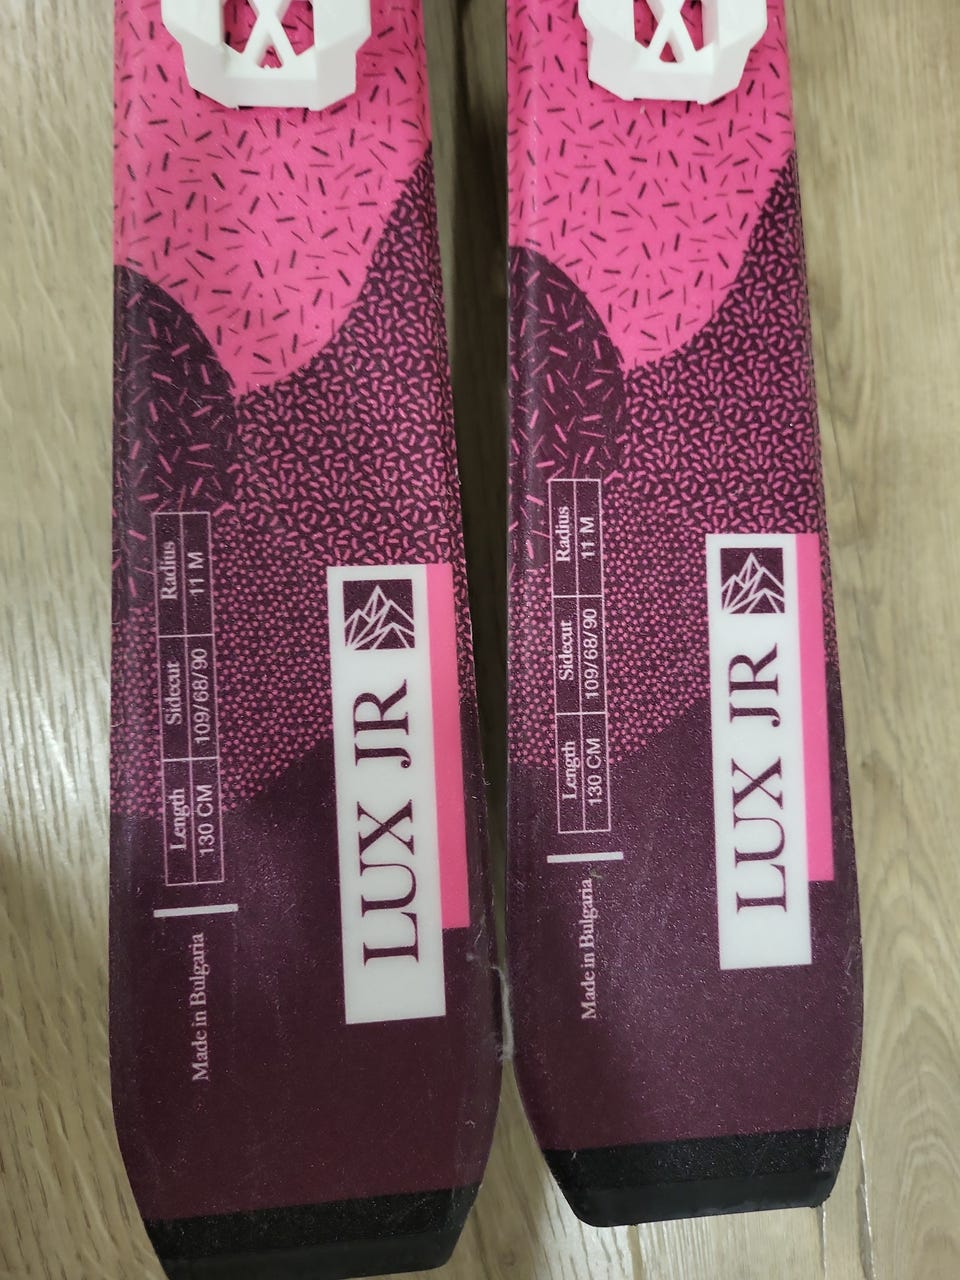 Length Sidecut Radius
130 CM 109/68/90 11 M
Made in Bulgaria
LUX JR
Length Sidecut Radius
130 CM 109/68/90 11 M
Made in Bulgaria
LUX JR